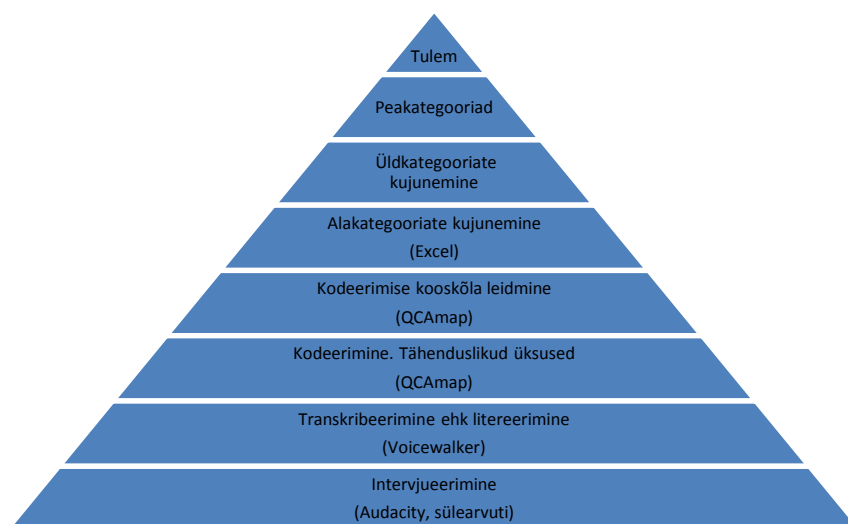 Tulem
Peakategooriad
Üldkategooriate
kujunemine
Alakategooriate kujunemine
(Excel)
Kodeerimise kooskõla leidmine
(QCAmap)
Kodeerimine. Tähenduslikud üksused
(QCAmap)
Transkribeerimine ehk litereerimine
(Voicewalker)
Intervjueerimine
(Audacity, sülearvuti)